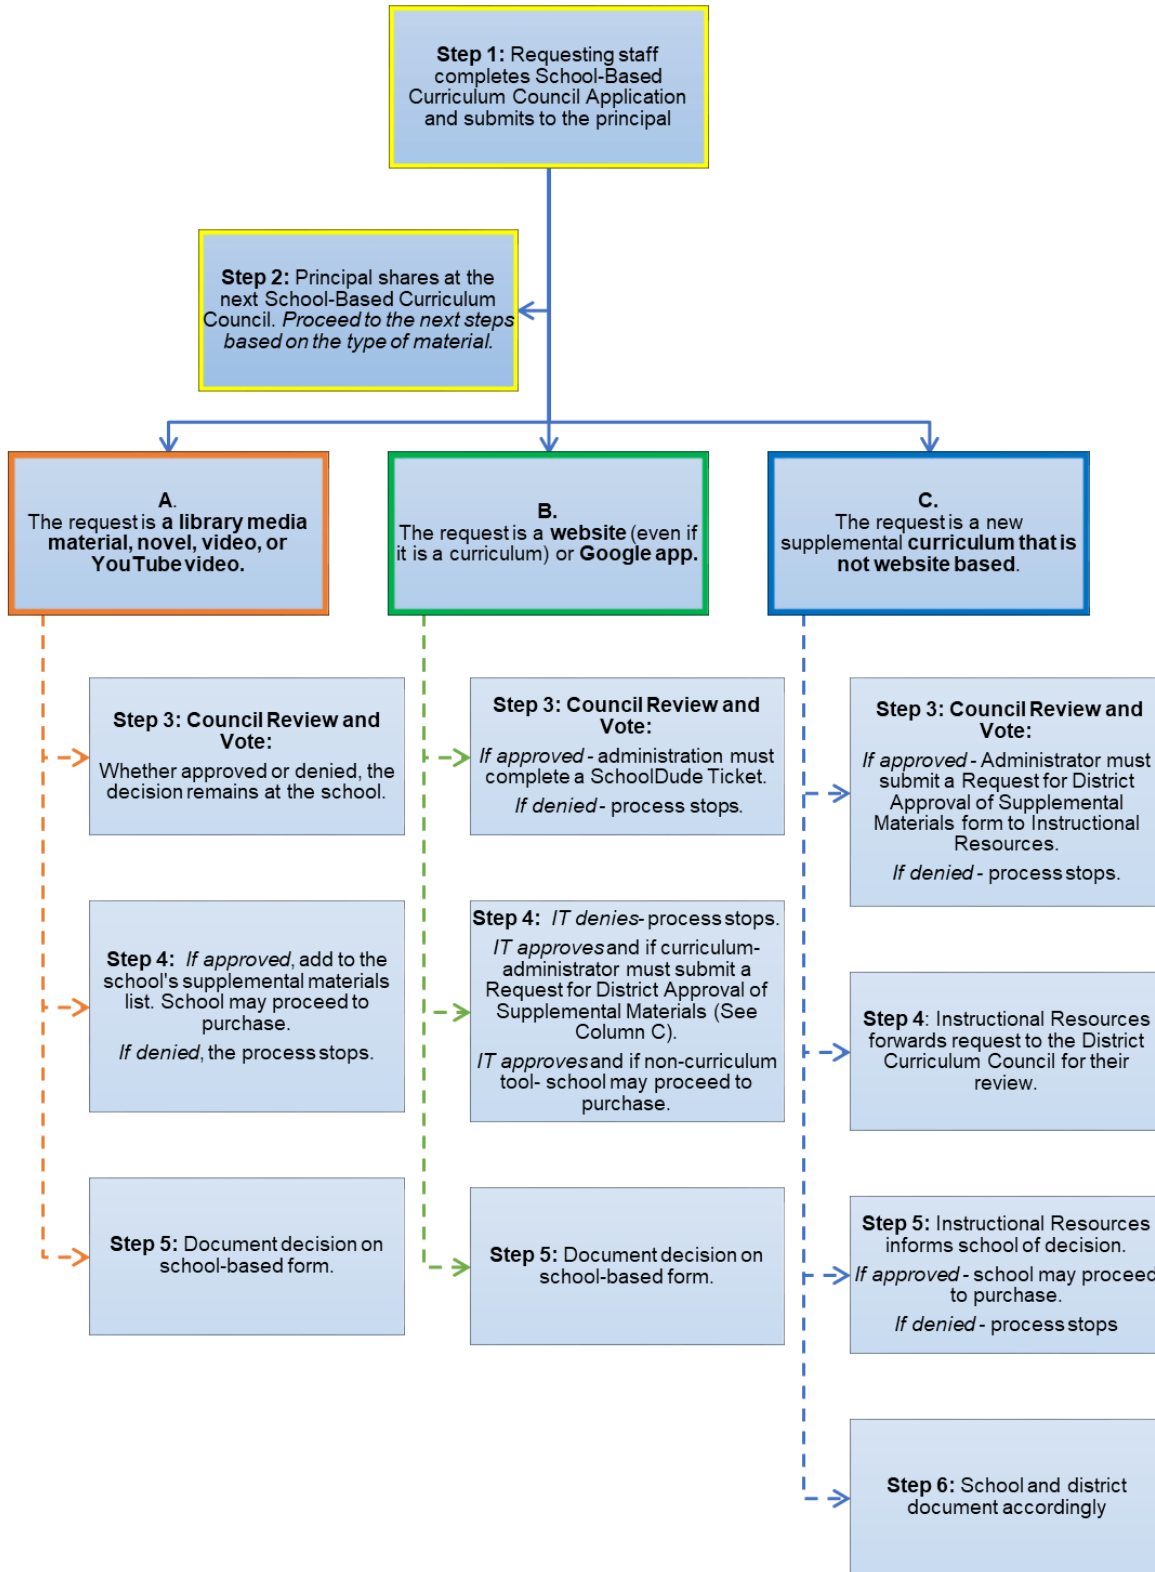 Step 1: Requesting staff
completes School-Based
Curriculum Council Application
and submits to the principal
Step 2: Principal shares at the
next School-Based Curriculum
Council. Proceed to the next steps
based on the type of material.
A.
The request is a library media
material, novel, video, or
YouTube video.
Step 3: Council Review and
Vote:
Whether approved or denied, the
decision remains at the school.
Step 4: If approved, add to the
school's supplemental materials
list. School may proceed to
purchase.
If denied, the process stops.
Step 5: Document decision on
school-based form.
B.
The request is a website (even if
it is a curriculum) or Google app.
Step 3: Council Review and
Vote:
If approved - administration must
complete a SchoolDude Ticket.
If denied - process stops.
Step 4: IT denies- process stops.
IT approves and if curriculum-
administrator must submit a
Request for District Approval of
Supplemental Materials (See
Column C).
IT approves and if non-curriculum
tool- school may proceed to
purchase.
Step 5: Document decision on
school-based form.
C.
The request is a new
supplemental curriculum that is
not website based.
Step 3: Council Review and
Vote:
If approved - Administrator must
submit a Request for District
Approval of Supplemental
Materials form to Instructional
Resources.
If denied - process stops.
Step 4: Instructional Resources
forwards request to the District
Curriculum Council for their
review.
Step 5: Instructional Resources
informs school of decision.
If approved - school may proceed
to purchase.
If denied - process stops
Step 6: School and district
document accordingly